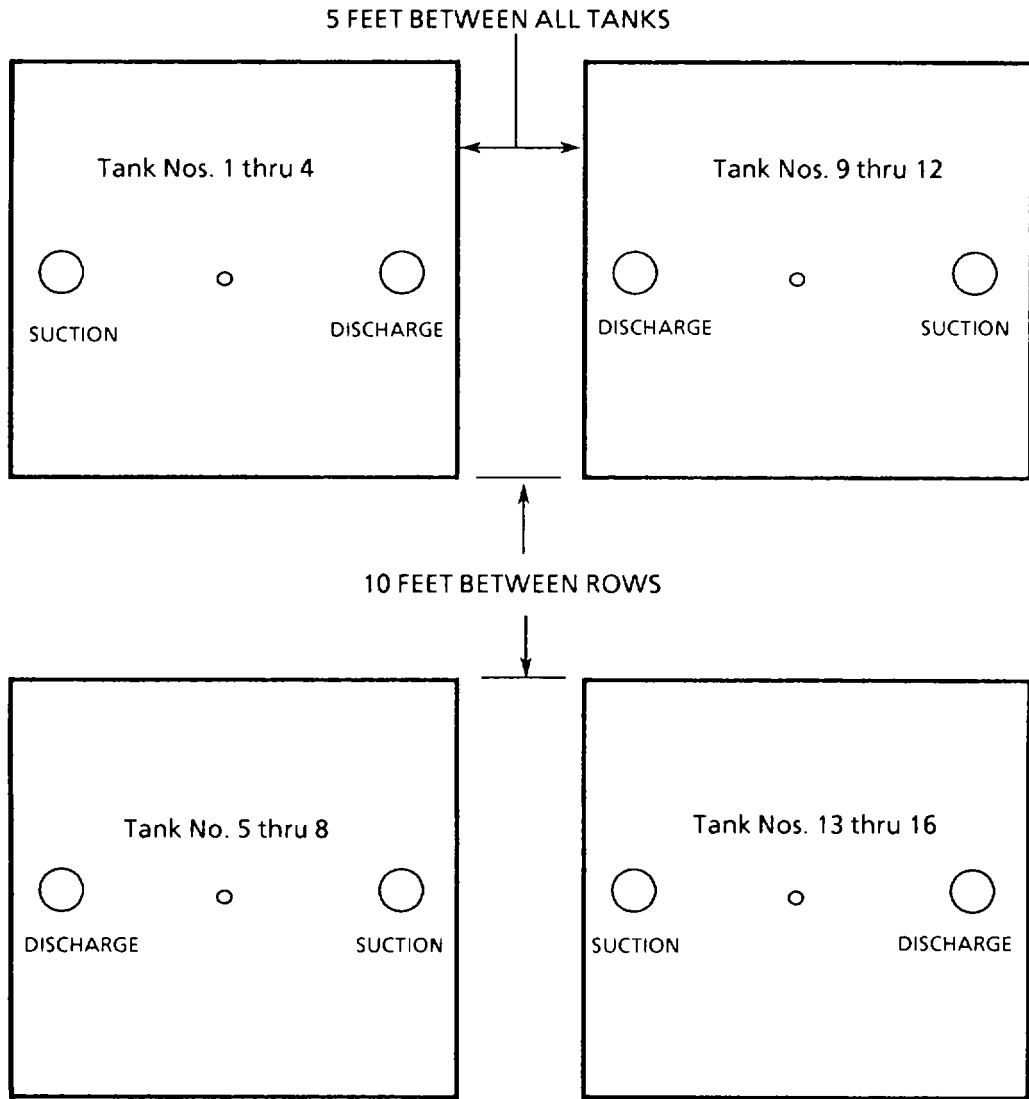 5 FEET BETWEEN ALL TANKS
Tank Nos. 1 thru 4
Tank Nos. 9 thru 12
SUCTION
DISCHARGE
DISCHARGE
SUCTION
10 FEET BETWEEN ROWS
Tank No. 5 thru 8
Tank Nos. 13 thru 16
DISCHARGE
SUCTION
SUCTION
DISCHARGE